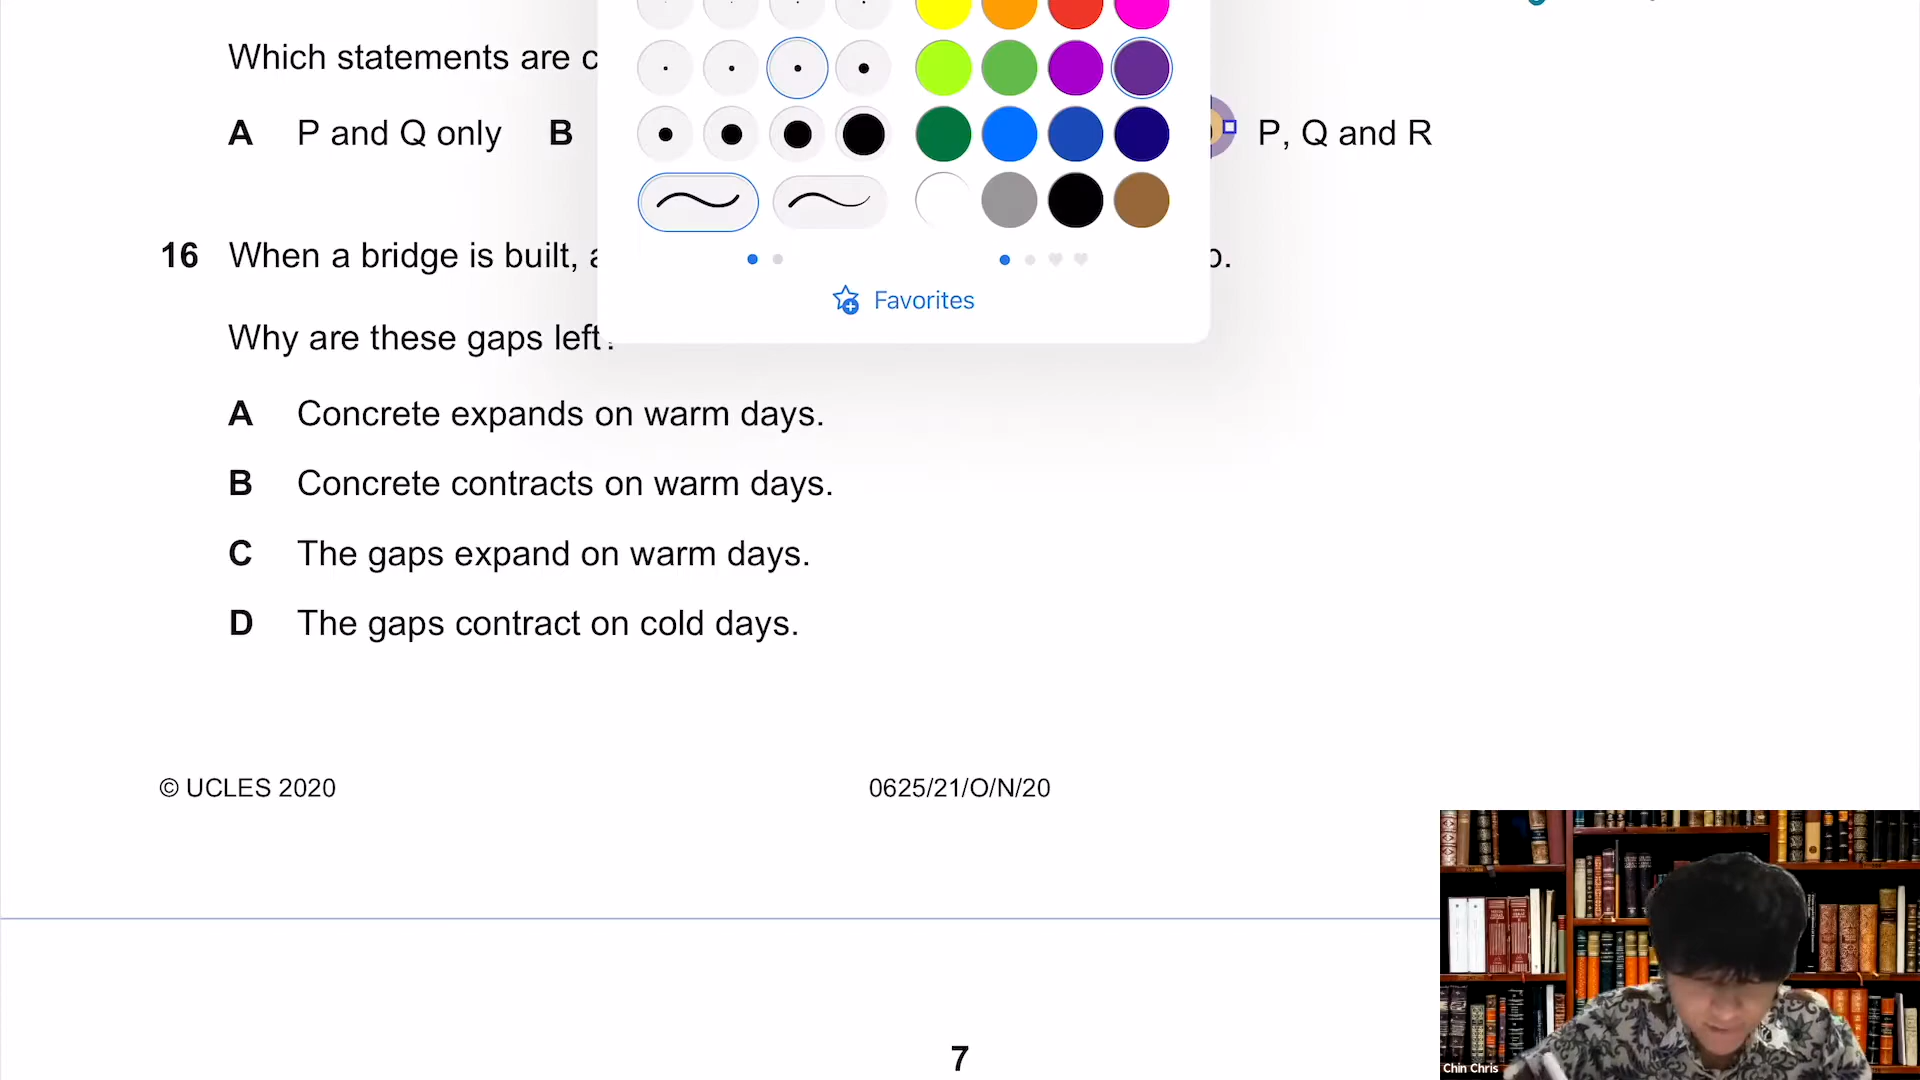 Which statements are c
A P and Q only B P, Q and R
16 When a bridge is built,
Why are these gaps left?
Favorites
A Concrete expands on warm days.
B Concrete contracts on warm days.
C The gaps expand on warm days.
D The gaps contract on cold days.
© UCLES 2020 0625/21/O/N/20
Chin Chris
7